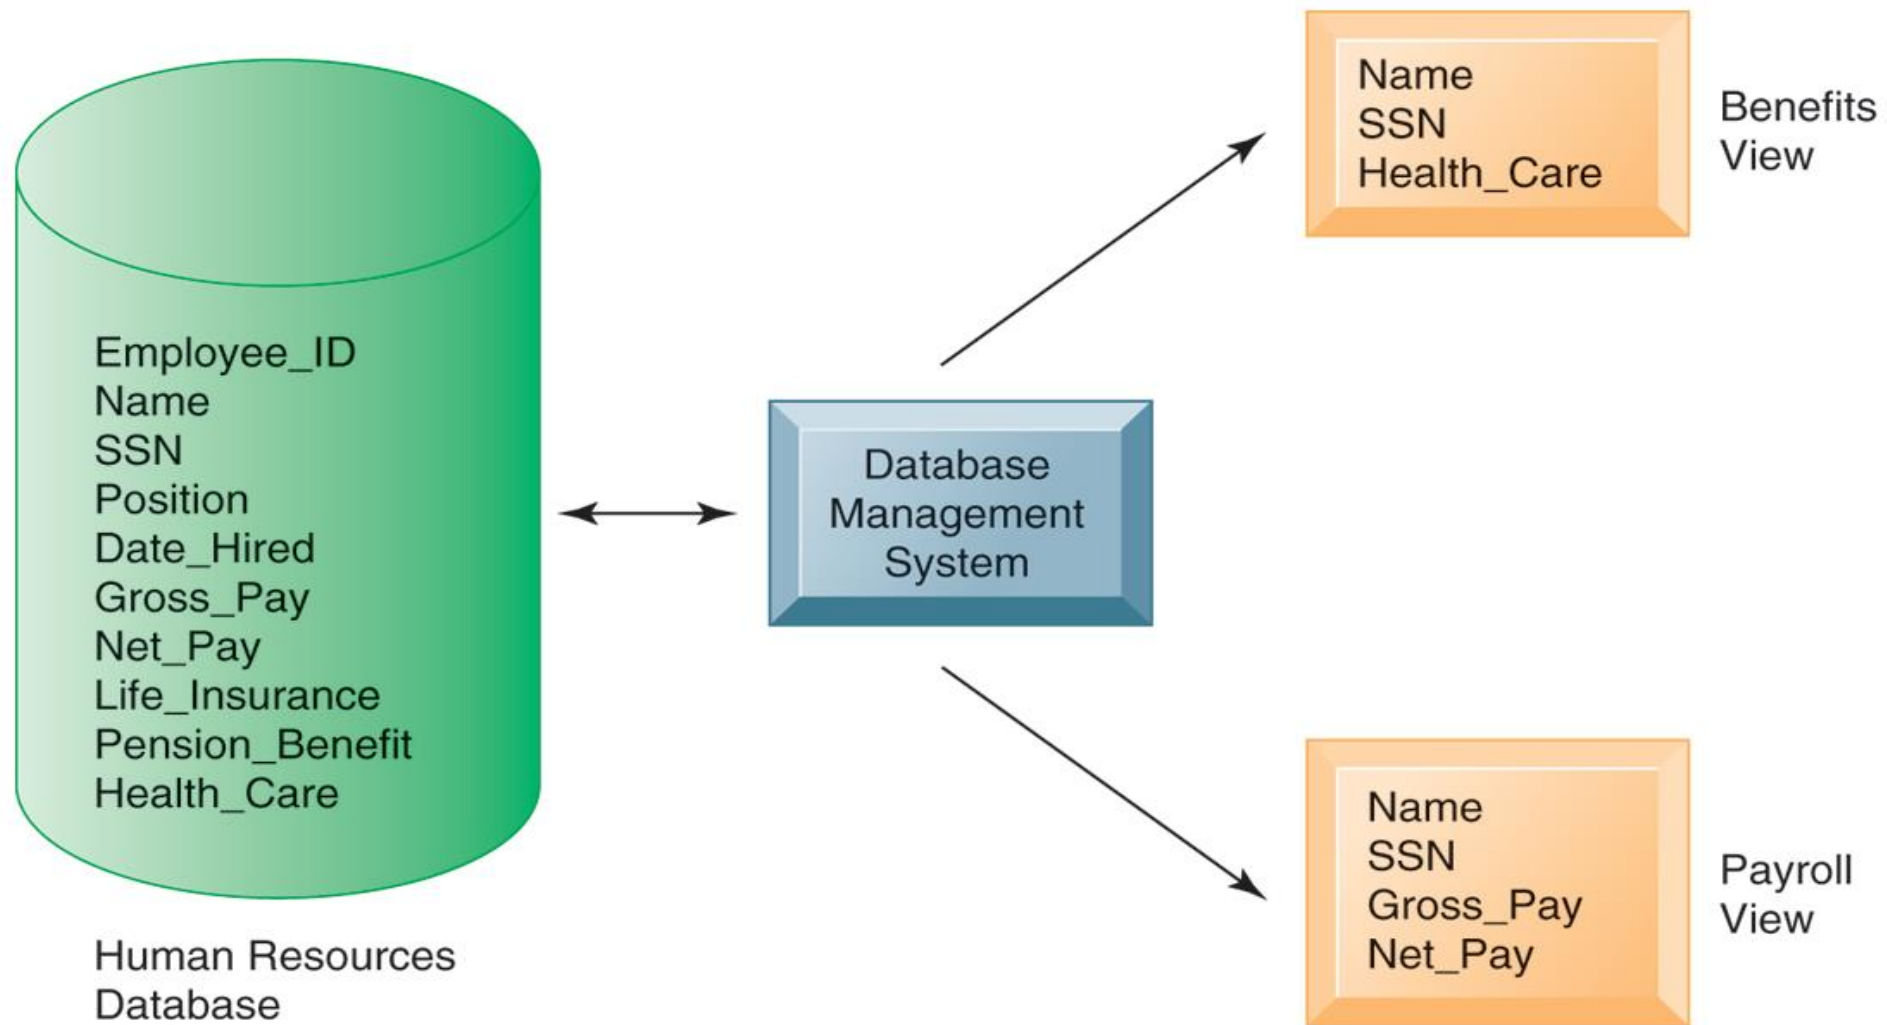 Employee_ID
Name
SSN
Position
Date_Hired
Gross_Pay
Net_Pay
Life_Insurance
Pension_Benefit
Health_Care
Human Resources
Database
Database
Management
System
Name
SSN
Health_Care
Benefits
View
Name
SSN
Gross_Pay
Net_Pay
Payroll
View